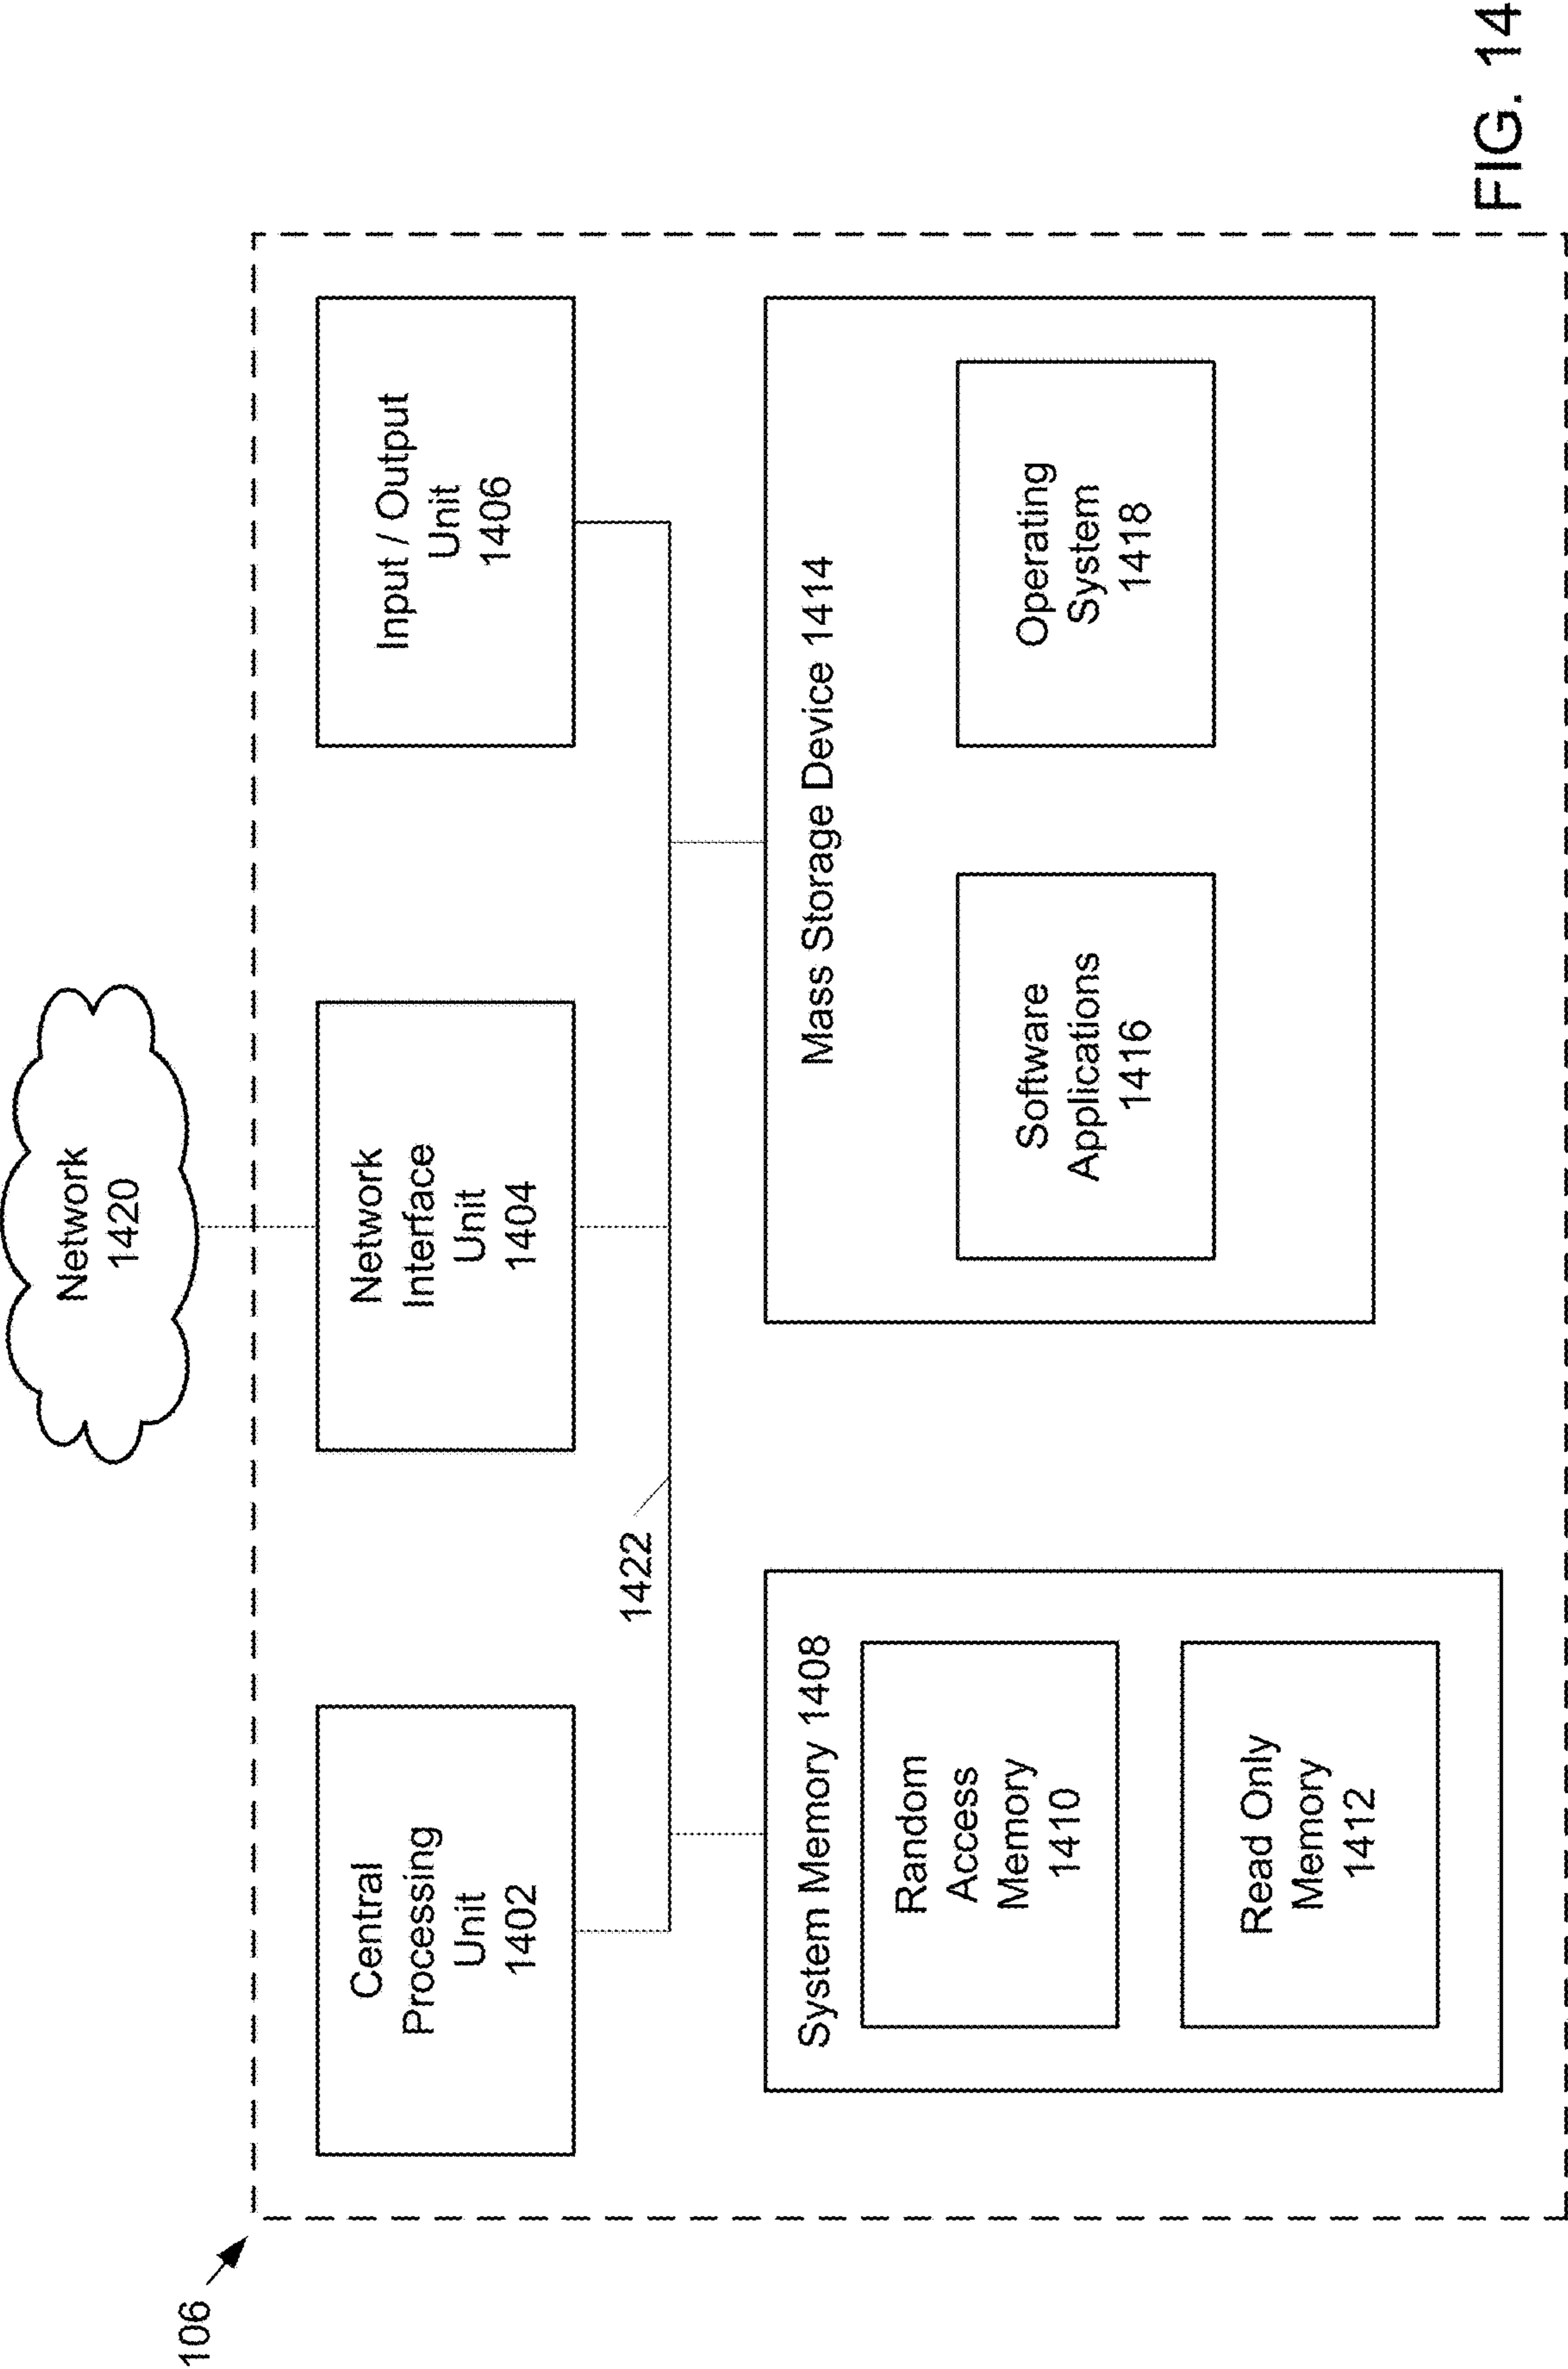 106
Network
1420
Central
Processing
Unit
1402
Network
Interface
Unit
1404
Input / Output
Unit
1406
1422
System Memory 1408
Random
Access
Memory
1410
Read Only
Memory
1412
Mass Storage Device 1414
Software
Applications
1416
Operating
System
1418
FIG. 14